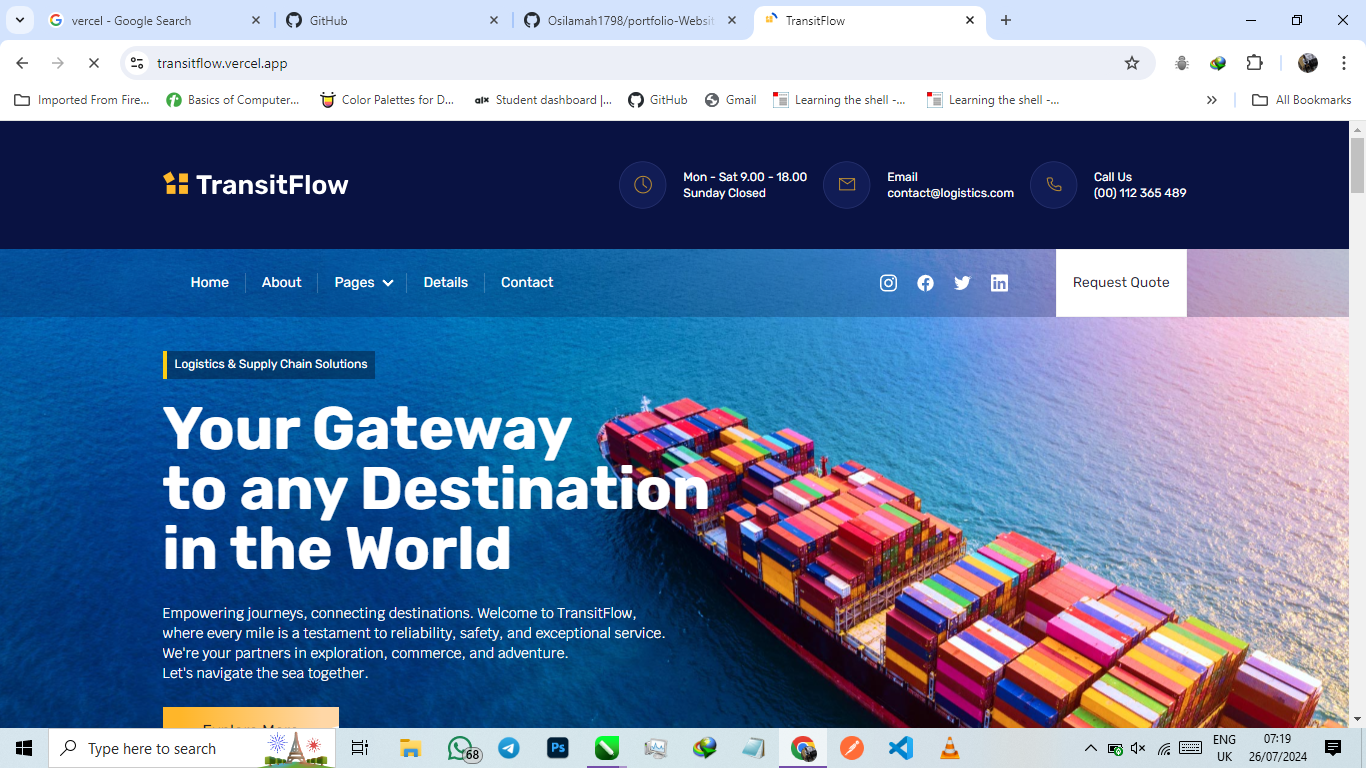 vercel - Google Search
GitHub
Osilamah1798/portfolio-Websit
TransitFlow
transitflow.vercel.app
Imported From Fire...
Basics of Computer...
Color Palettes for D...
alx
Student dashboard |...
GitHub
Gmail
Learning the shell -...
Learning the shell -...
All Bookmarks
TransitFlow
Mon - Sat 9.00 - 18.00
Sunday Closed
Email
contact@logistics.com
Call Us
(00) 112 365 489
Home
About
Pages
Details
Contact
Request Quote
Logistics & Supply Chain Solutions
Your Gateway
to any Destination
in the World
Empowering journeys, connecting destinations. Welcome to TransitFlow,
where every mile is a testament to reliability, safety, and exceptional service.
We're your partners in exploration, commerce, and adventure.
Let's navigate the sea together.
Explore More
Type here to search
68
Ps
ENG
UK
07:19
26/07/2024